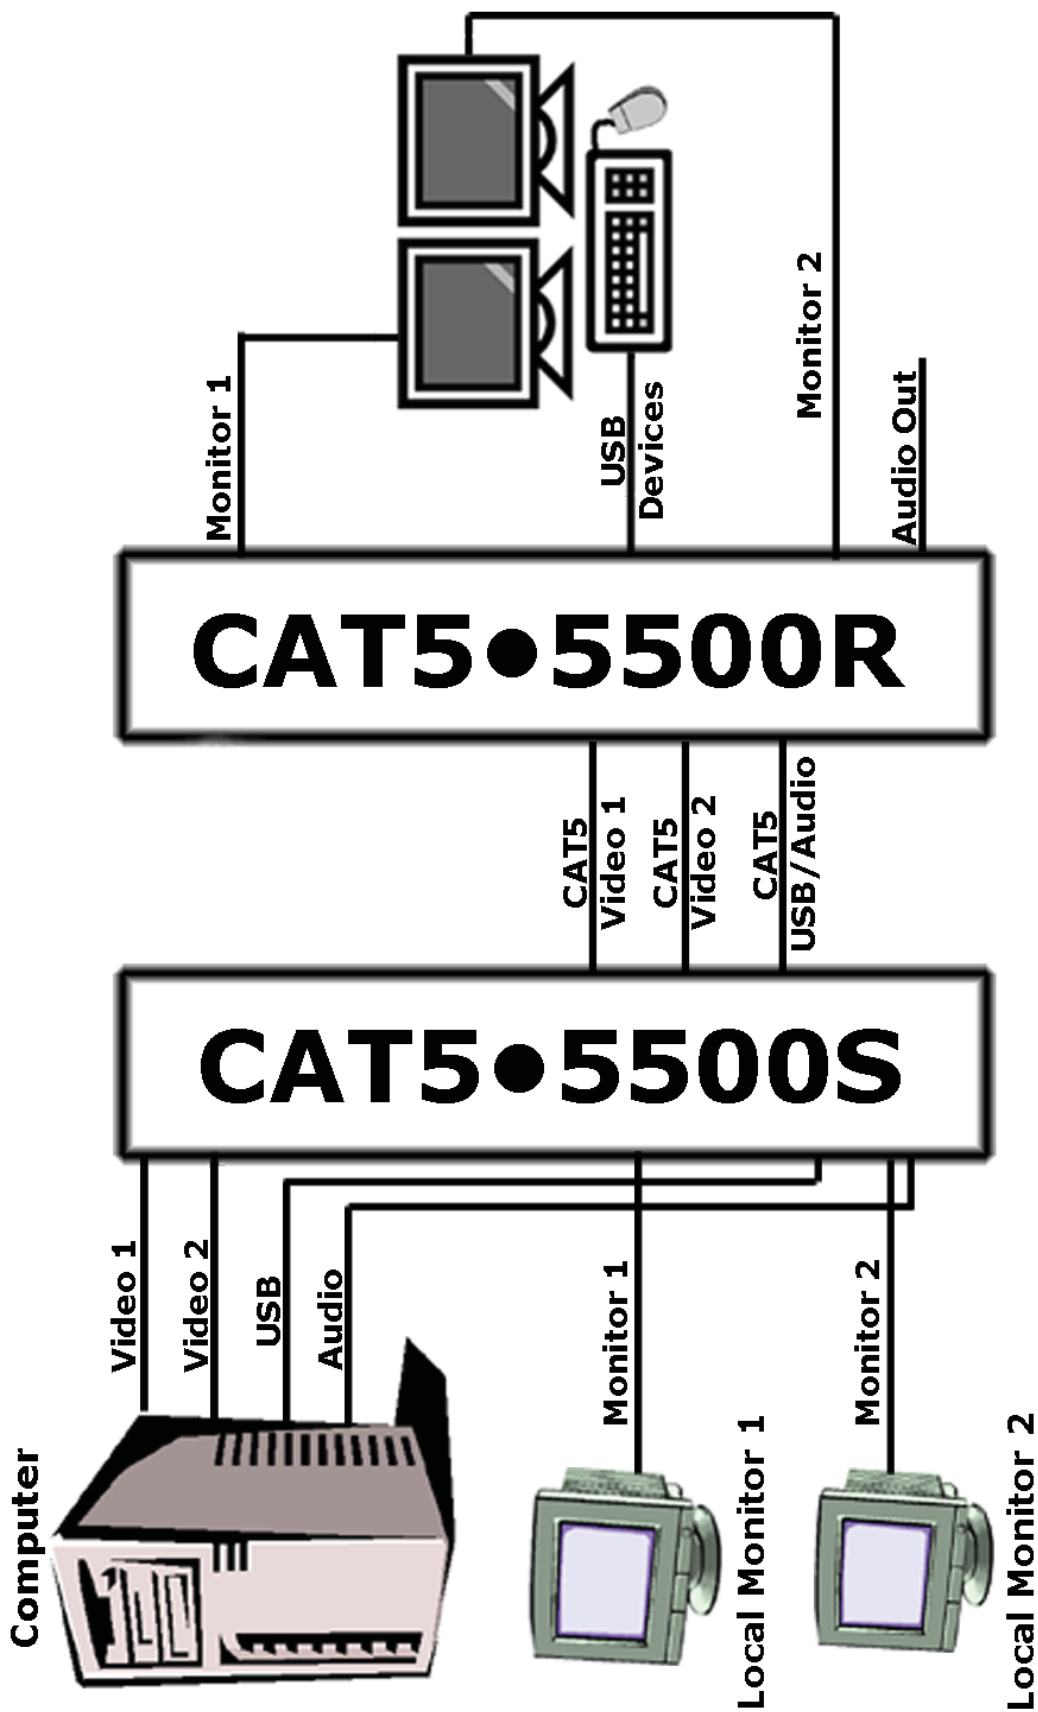 Monitor 2
Monitor 1
USB
Devices
Audio Out
CAT5•5500R
CAT5
Video 1
CAT5
Video 2
CAT5
USB/Audio
CAT5•5500S
Video 1
Video 2
USB
Audio
Monitor 1
Monitor 2
Computer
Local Monitor 1
Local Monitor 2